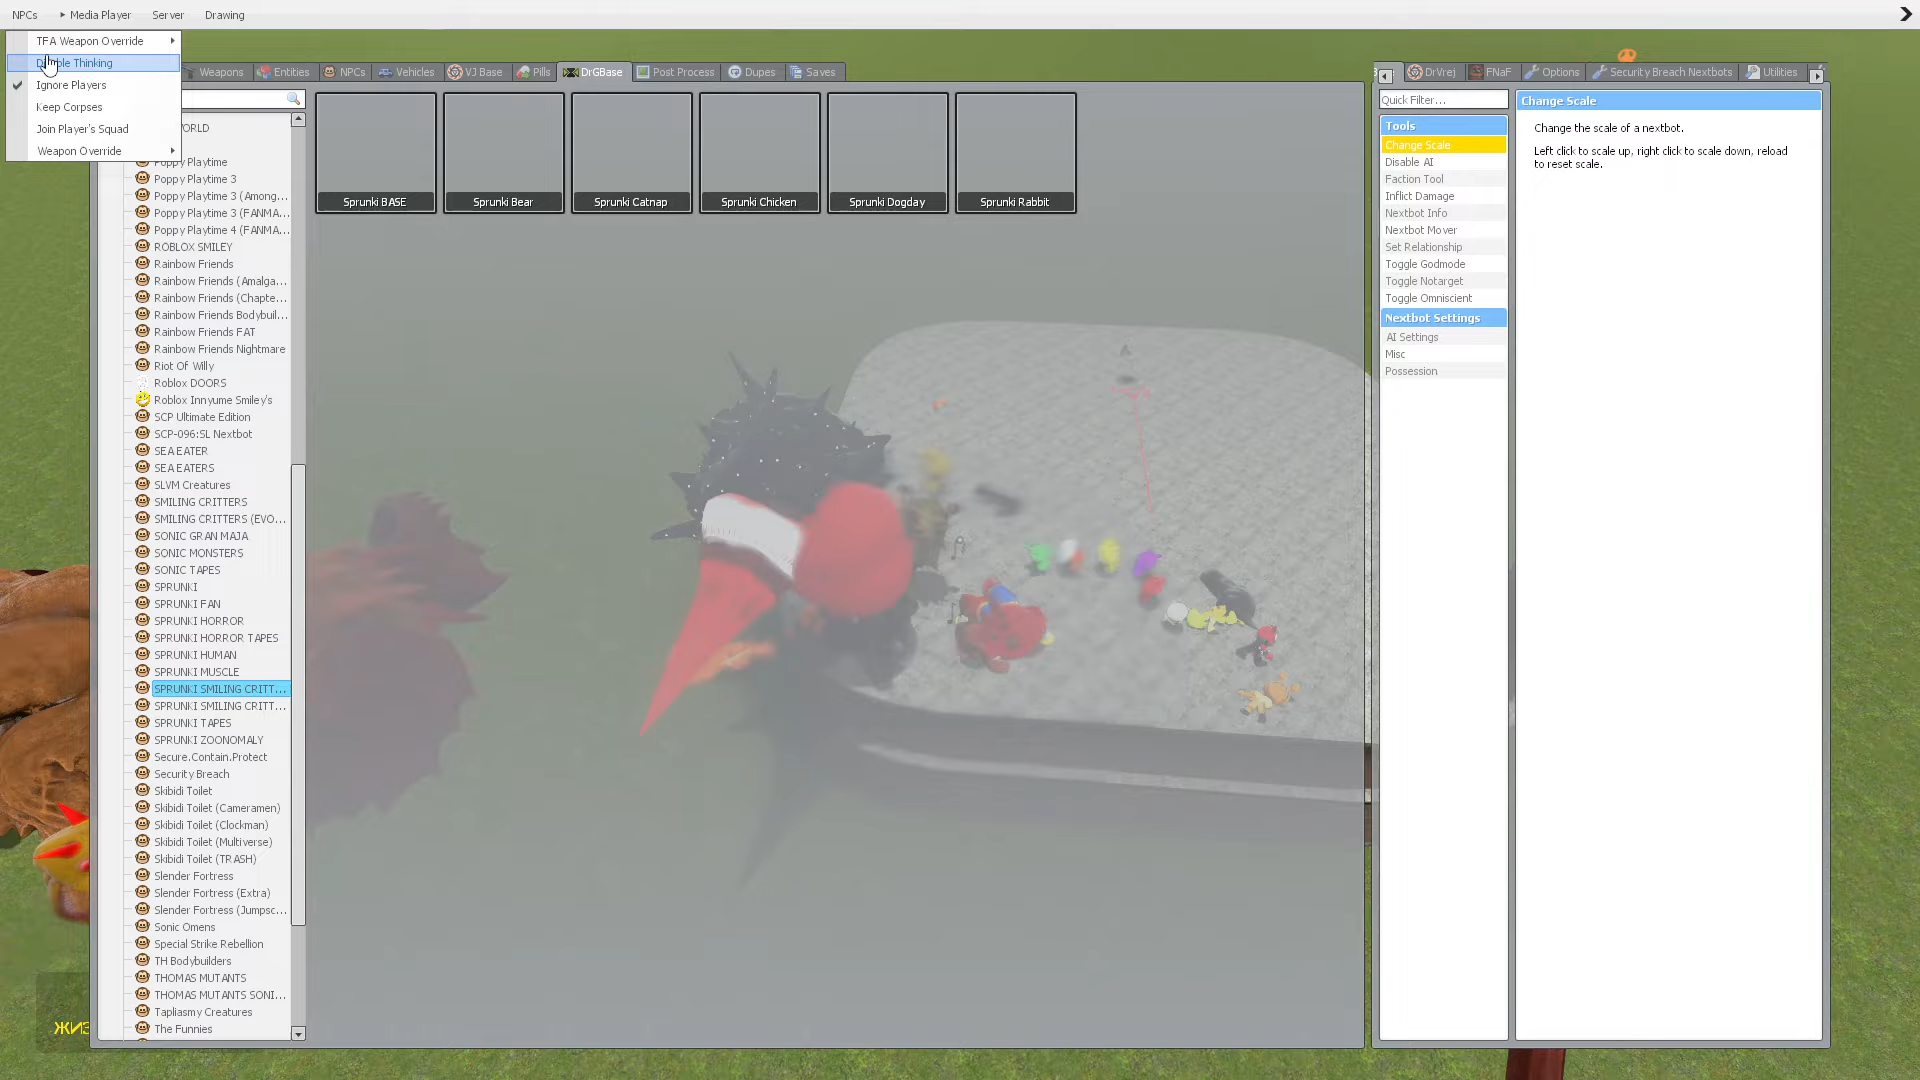 NPCs Media Player Server Drawing
TFA Weapon Override
Thinking
Ignore Players
Keep Corpses
Join Player's Squad
Weapon Override
Weapons Entities NPCs Vehicles VJ Base Pills DrGBase Post Process Dupes Saves
Poppy Playtime
Poppy Playtime 3
Poppy Playtime 3 (Among...
Poppy Playtime 3 (FANMA...
Poppy Playtime 4 (FANMA...
ROBLOX SMILEY
Rainbow Friends
Rainbow Friends (Amalga...
Rainbow Friends (Chapte...
Rainbow Friends Bodybuil...
Rainbow Friends FAT
Rainbow Friends Nightmare
Riot Of Willy
Roblox DOORS
Roblox Innyume Smiley's
SCP Ultimate Edition
SCP-096:SL Nextbot
SEA EATER
SEA EATERS
SLVM Creatures
SMILING CRITTERS
SMILING CRITTERS (EVO...
SONIC GRAN MAJA
SONIC MONSTERS
SONIC TAPES
SPRUNKI
SPRUNKI FAN
SPRUNKI HORROR
SPRUNKI HORROR TAPES
SPRUNKI HUMAN
SPRUNKI MUSCLE
SPRUNKI SMILING CRITT...
SPRUNKI SMILING CRITT...
SPRUNKI TAPES
SPRUNKI ZOONOMALY
Secure.Contain.Protect
Security Breach
Skibidi Toilet
Skibidi Toilet (Cameramen)
Skibidi Toilet (Clockman)
Skibidi Toilet (Multiverse)
Skibidi Toilet (TRASH)
Slender Fortress
Slender Fortress (Extra)
Slender Fortress (Jumpsc...
Sonic Omens
Special Strike Rebellion
TH Bodybuilders
THOMAS MUTANTS
THOMAS MUTANTS SONI...
Tapliasmy Creatures
The Funnies
Sprunki BASE Sprunki Bear Sprunki Catnap Sprunki Chicken Sprunki Dogday Sprunki Rabbit
DrVrej FNaF Options Security Breach Nextbots Utilities
Quick Filter...
Tools
Change Scale
Disable AI
Faction Tool
Inflict Damage
Nextbot Info
Nextbot Mover
Set Relationship
Toggle Godmode
Toggle Notarget
Toggle Omniscient
Nextbot Settings
AI Settings
Misc
Possession
Change Scale
Change the scale of a nextbot.
Left click to scale up, right click to scale down, reload
to reset scale.